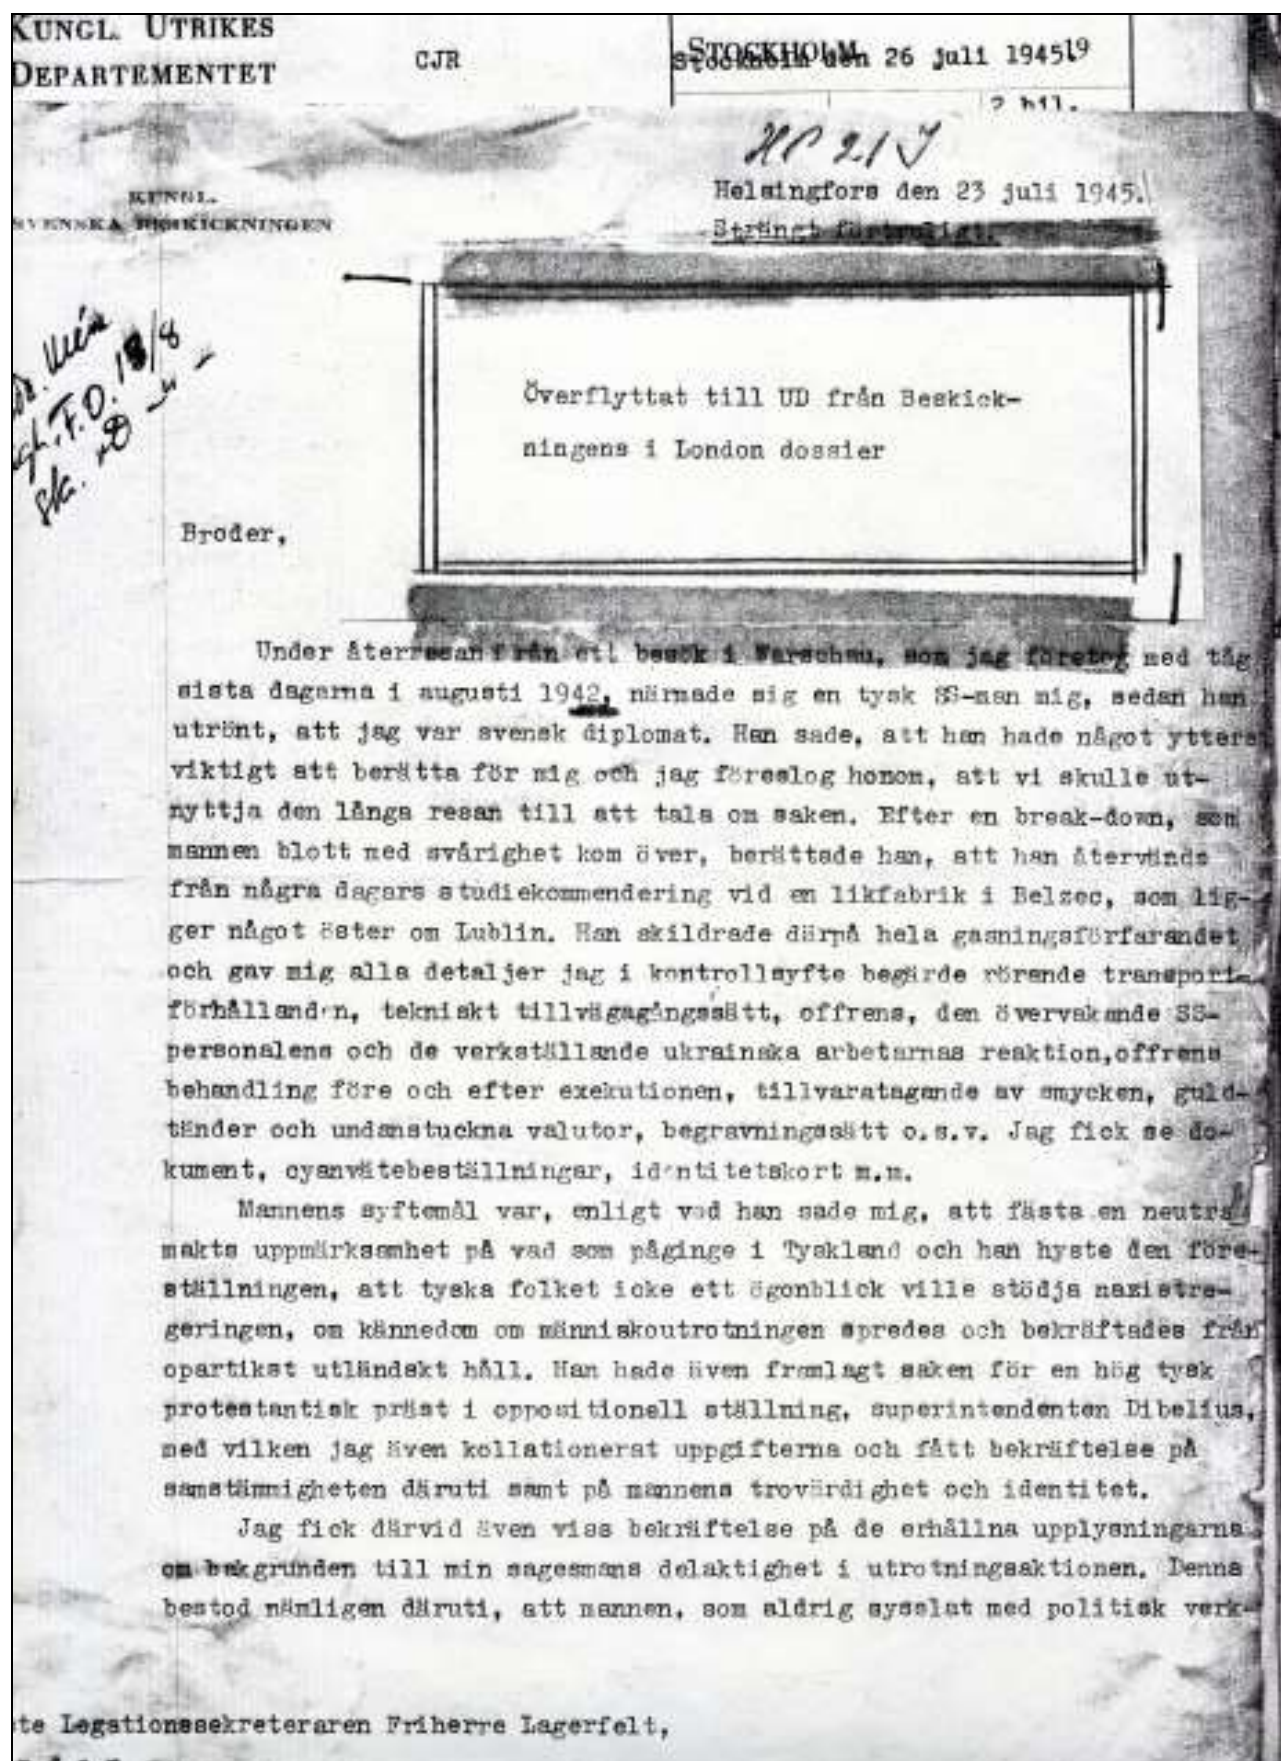 KUNGL. UTRIKES
DEPARTEMENTET
CJR
STOCKHOLM
Stockholm den 26 juli 1945
19
2 bil.
HP 21 J
KUNGL.
SVENSKA BESKICKNINGEN
Helsingfors den 23 juli 1945.
Strängt förtroligt.
F.O. 18/8
Överflyttat till UD från Beskick-
ningens i London dossier
Broder,
Under återresan från ett besök i Warschau, som jag företog med tåg
sista dagarna i augusti 1942, närmade sig en tysk SS-man mig, sedan han
utrönt, att jag var svensk diplomat. Han sade, att han hade något ytterst
viktigt att berätta för mig och jag föreslog honom, att vi skulle ut-
nyttja den långa resan till att tala om saken. Efter en break-down, som
mannen blott med svårighet kom över, berättade han, att han återvände
från några dagars studiekommendering vid en likfabrik i Belzec, som lig-
ger något öster om Lublin. Han skildrade därpå hela gasningsförfarandet
och gav mig alla detaljer jag i kontrollsyfte begärde rörande transport-
förhållanden, tekniskt tillvägagångssätt, offrens, den övervakande SS-
personalens och de verkställande ukrainska arbetarnas reaktion,offrens
behandling före och efter exekutionen, tillvaratagande av smycken, guld-
tänder och undanstuckna valutor, begravningssätt o.s.v. Jag fick se do-
kument, cyanvätebeställningar, identitetskort m.m.
Mannens syftemål var, enligt vad han sade mig, att fästa en neutral
makts uppmärksamhet på vad som påginge i Tyskland och han hyste den före-
ställningen, att tyska folket icke ett ögonblick ville stödja nazistre-
geringen, om kännedom om människoutrotningen spredes och bekräftades från
opartikst utländskt håll. Han hade även framlagt saken för en hög tysk
protestantisk präst i oppositionell ställning, superintendenten Dibelius,
med vilken jag även kollationerat uppgifterna och fått bekräftelse på
samstämmigheten däruti samt på mannens trovärdighet och identitet.
Jag fick därvid även viss bekräftelse på de erhållna upplysningarna
om bakgrunden till min sagesmans delaktighet i utrotningsaktionen. Denna
bestod nämligen däruti, att mannen, som aldrig sysslat med politisk verk-
te Legationssekreteraren Friherre Lagerfelt,